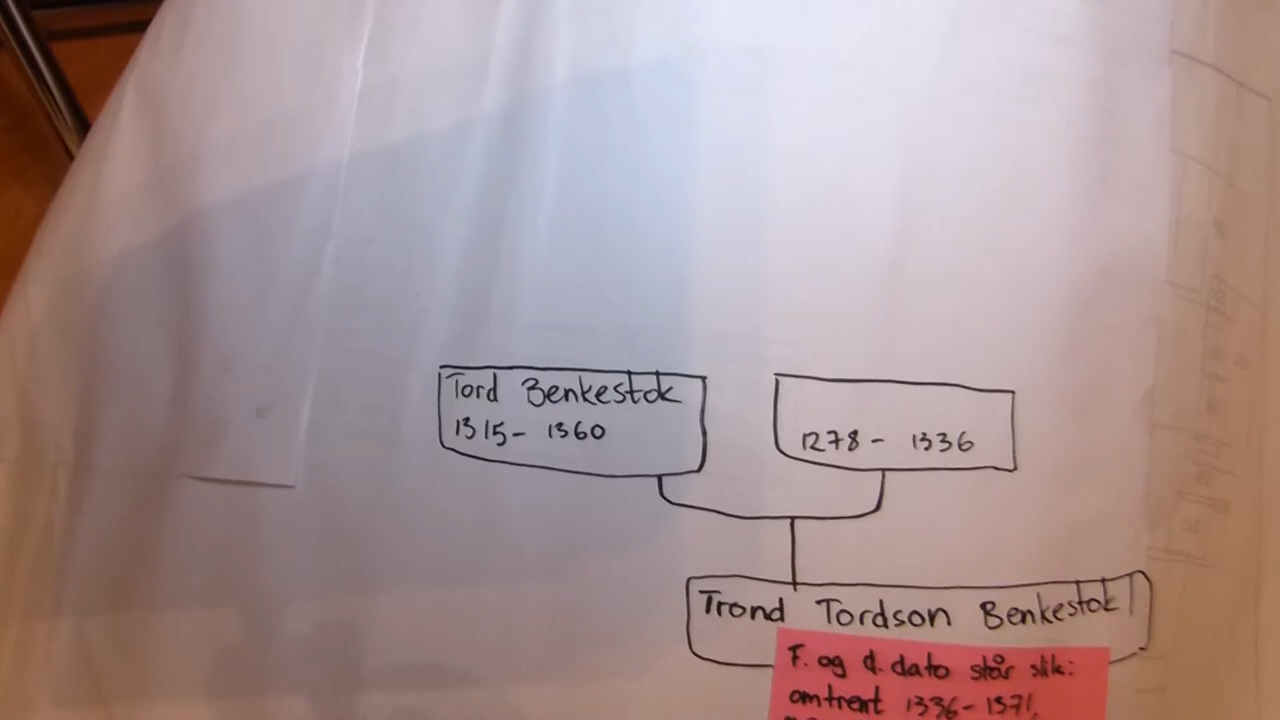 Tord Benkestok
1315- 1360
1278- 1336
Trond Tordson Benkestok
F. og d. dato står slik:
omtrent 1336-1371.